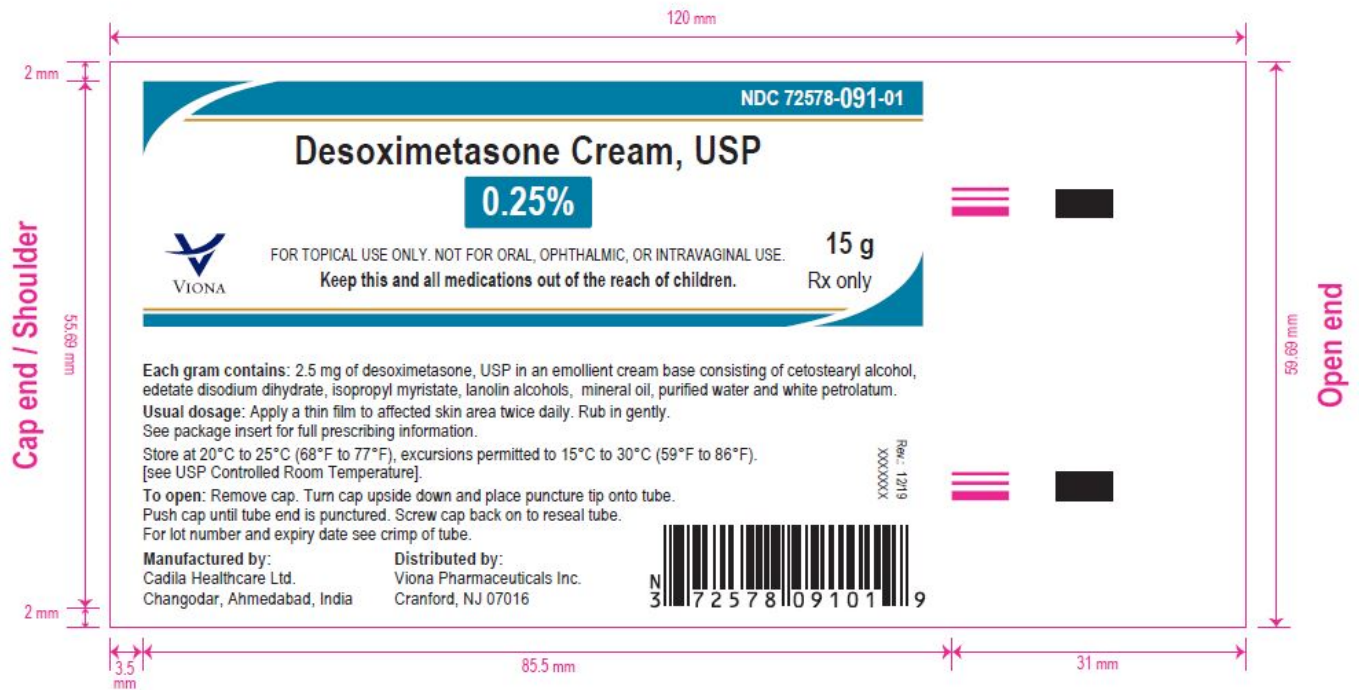 120 mm
2 mm
NDC 72578-091-01
Desoximetasone Cream, USP
0.25%
VIONA
FOR TOPICAL USE ONLY. NOT FOR ORAL, OPHTHALMIC, OR INTRAVAGINAL USE.
Keep this and all medications out of the reach of children.
15 g
Rx only
Cap end / Shoulder
55.69 mm
59.69 mm
Open end
Each gram contains: 2.5 mg of desoximetasone, USP in an emollient cream base consisting of cetostearyl alcohol,
edetate disodium dihydrate, isopropyl myristate, lanolin alcohols, mineral oil, purified water and white petrolatum.
Usual dosage: Apply a thin film to affected skin area twice daily. Rub in gently.
See package insert for full prescribing information.
Store at 20°C to 25°C (68°F to 77°F), excursions permitted to 15°C to 30°C (59°F to 86°F).
[see USP Controlled Room Temperature].
To open: Remove cap. Turn cap upside down and place puncture tip onto tube.
Push cap until tube end is punctured. Screw cap back on to reseal tube.
For lot number and expiry date see crimp of tube.
Rev.: 12/19
XXXXXXX
Manufactured by:
Cadila Healthcare Ltd.
Changodar, Ahmedabad, India
Distributed by:
Viona Pharmaceuticals Inc.
Cranford, NJ 07016
N
3 72578 09101 9
2 mm
3.5
mm
85.5 mm
31 mm